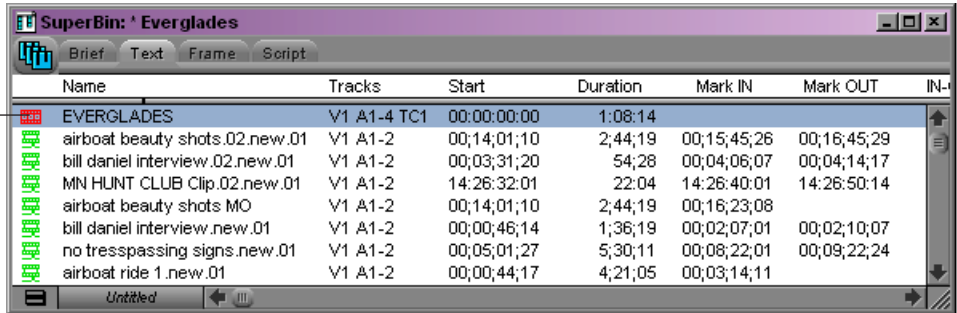 SuperBin: * Everglades
Brief Text Frame Script
Name Tracks Start Duration Mark IN Mark OUT IN-
EVERGLADES V1 A1-4 TC1 00:00:00:00 1:08:14
airboat beauty shots.02.new.01 V1 A1-2 00;14;01;10 2;44;19 00;15;45;26 00;16;45;29
bill daniel interview.02.new.01 V1 A1-2 00;03;31;20 54;28 00;04;06;07 00;04;14;17
MN HUNT CLUB Clip.02.new.01 V1 A1-2 14:26:32:01 22:04 14:26:40:01 14:26:50:14
airboat beauty shots MO V1 A1-2 00;14;01;10 2;44;19 00;16;23;08
bill daniel interview.new.01 V1 A1-2 00;00;46;14 1;36;19 00;02;07;01 00;02;10;07
no tresspassing signs.new.01 V1 A1-2 00;05;01;27 5;30;11 00;08;22;01 00;09;22;24
airboat ride 1.new.01 V1 A1-2 00;00;44;17 4;21;05 00;03;14;11
Untitled